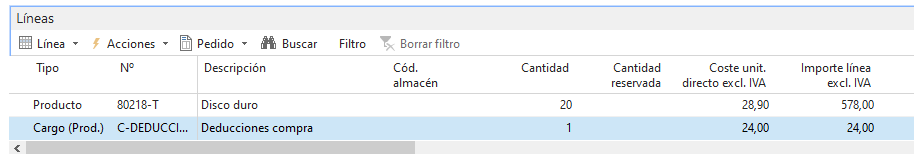 Líneas
Línea Acciones Pedido Buscar Filtro Borrar filtro
Tipo Nº Descripción Cód. almacén Cantidad Cantidad reservada Coste unit. directo excl. IVA Importe línea excl. IVA
Producto 80218-T Disco duro 20 28,90 578,00
Cargo (Prod.) C-DEDUCCI... Deducciones compra 1 24,00 24,00